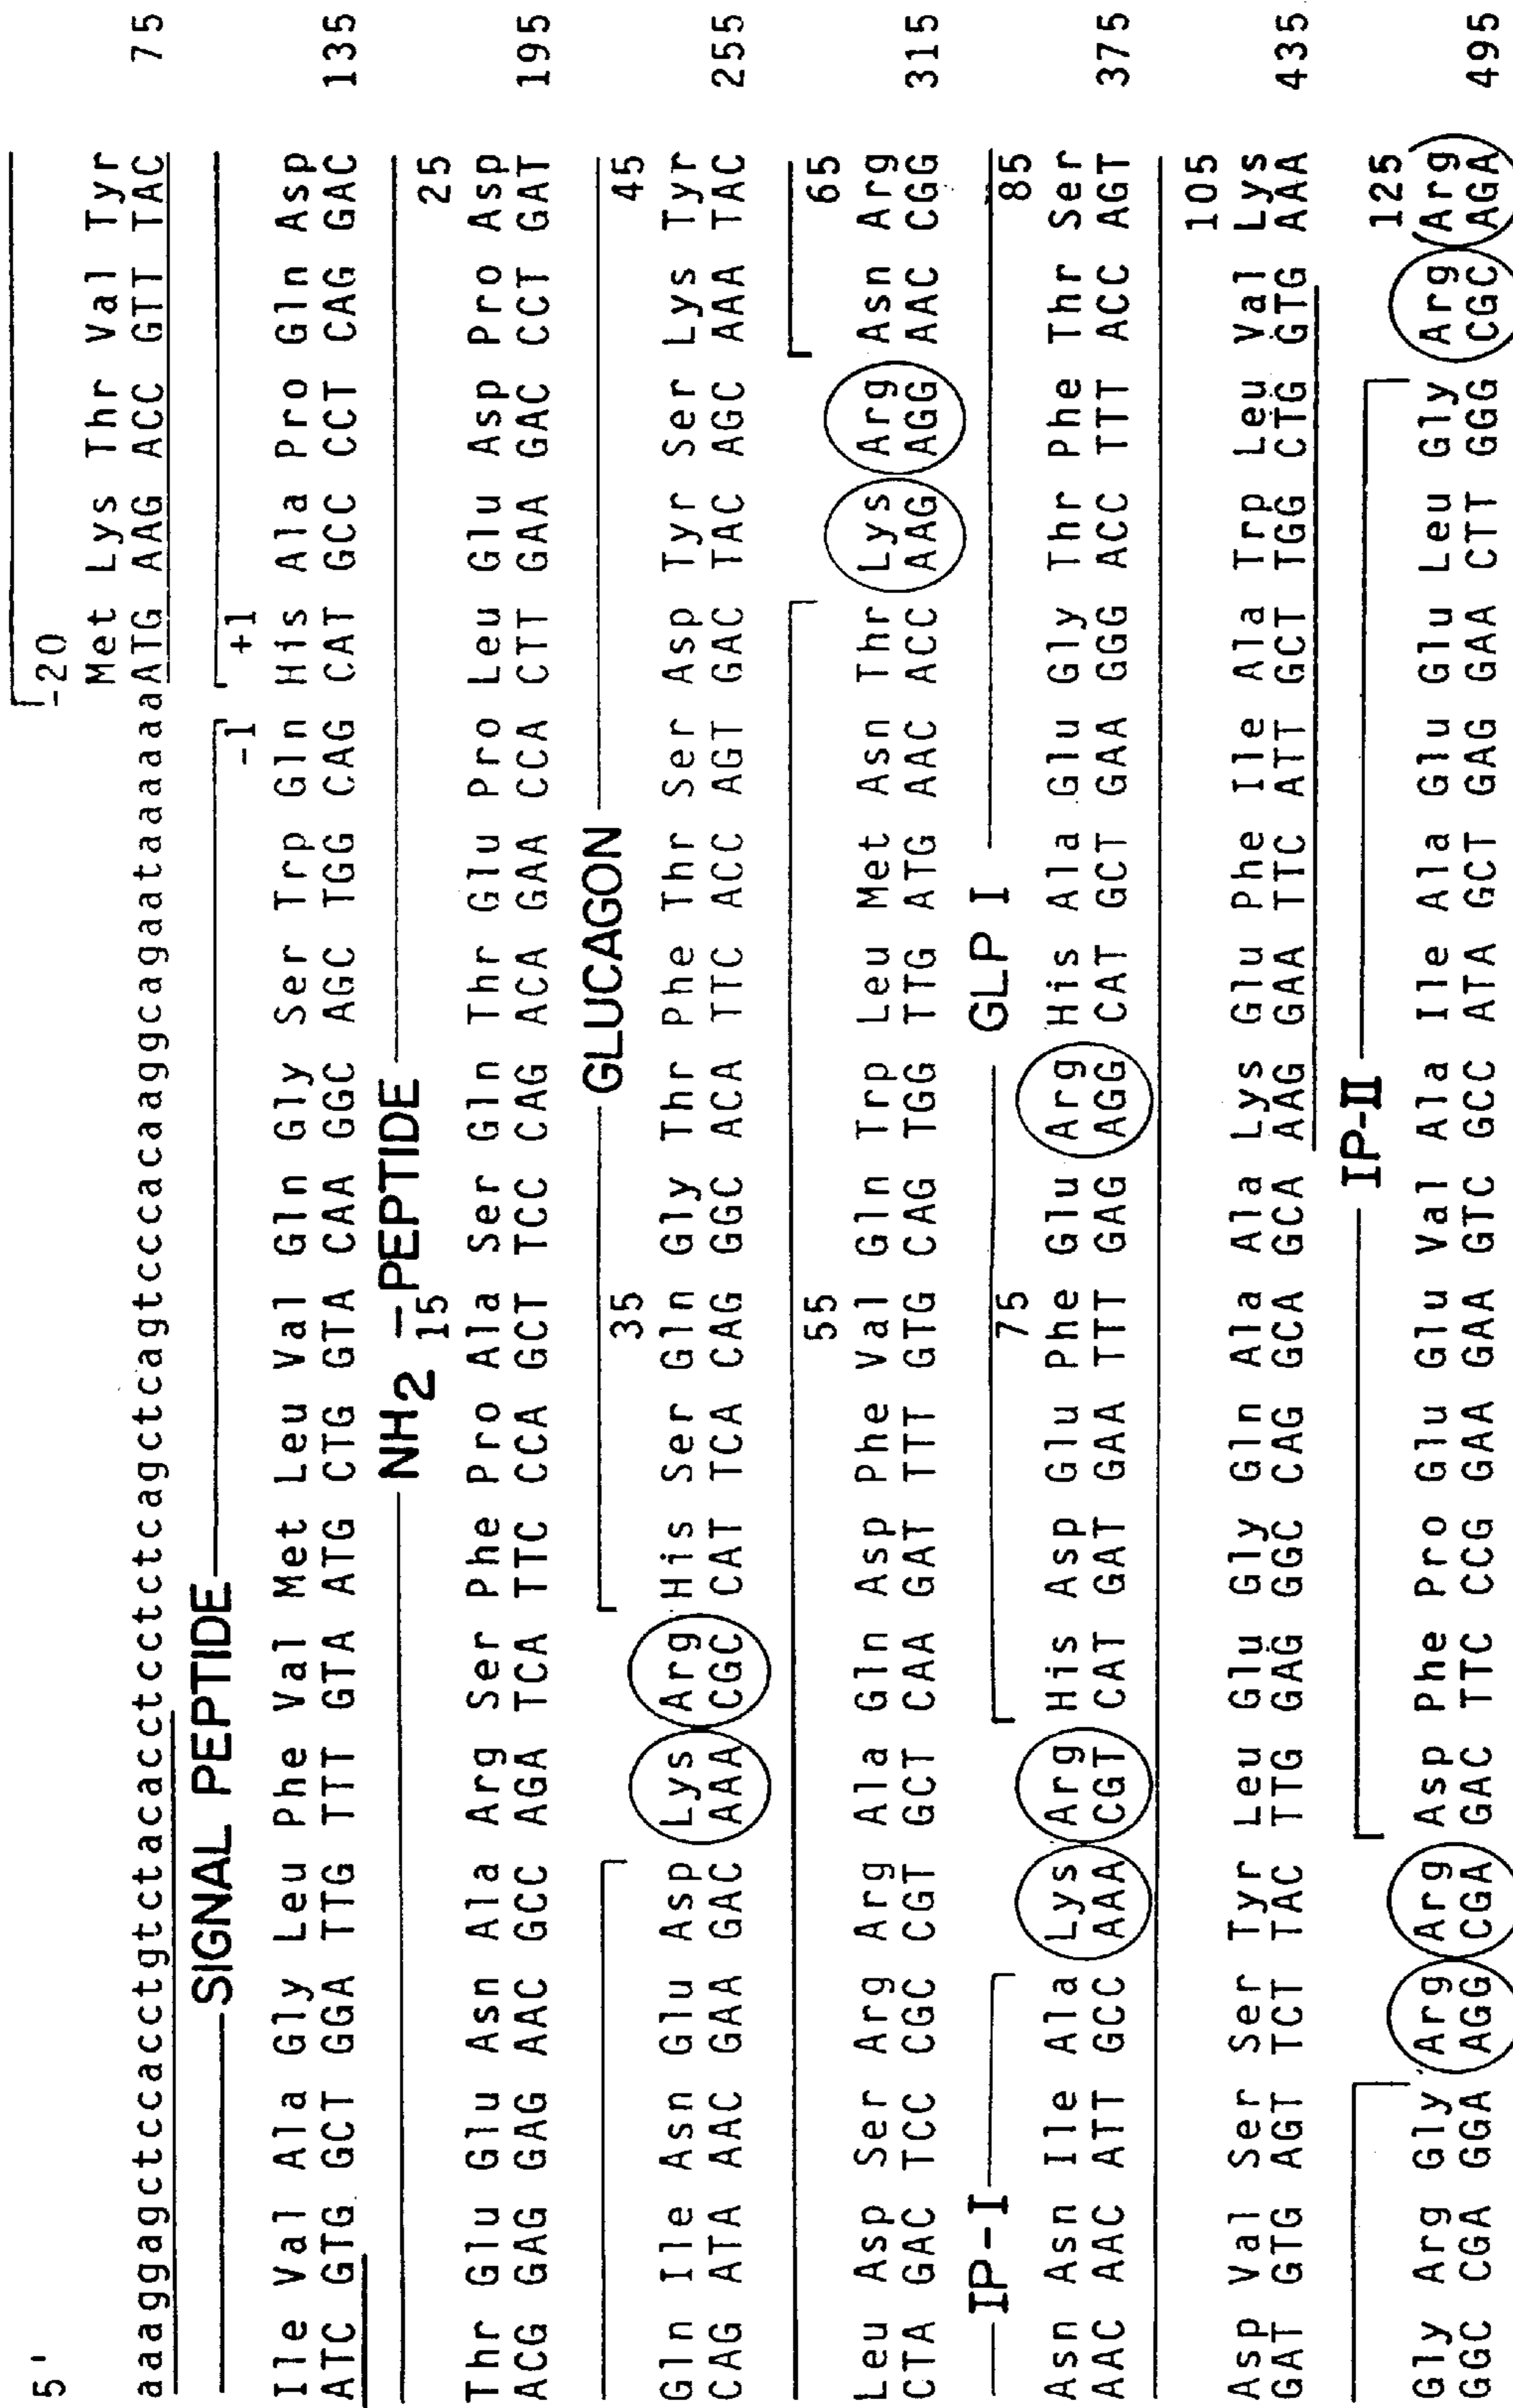 5'
-20
Met Lys Thr Val Tyr
aaaggagctccacctgtctacacctcctctcagctcagtcccacaaggcagaataaaaaaATG AAG ACC GTT TAC 75
SIGNAL PEPTIDE -1 +1
Ile Val Ala Gly Leu Phe Val Met Leu Val Gln Gly Ser Trp Gln His Ala Pro Gln Asp
ATC GTG GCT GGA TTG TTT GTA ATG CTG GTA CAA GGC AGC TGG CAG CAT GCC CCT CAG GAC 135
NH2 -PEPTIDE
15 25
Thr Glu Glu Asn Ala Arg Ser Phe Pro Ala Ser Gln Thr Glu Pro Leu Glu Asp Pro Asp
ACG GAG GAG AAC GCC AGA TCA TTC CCA GCT TCC CAG ACA GAA CCA CTT GAA GAC CCT GAT 195
GLUCAGON
35 45
Gln Ile Asn Glu Asp Lys Arg His Ser Gln Gly Thr Phe Thr Ser Asp Tyr Ser Lys Tyr
CAG ATA AAC GAA GAC AAA CGC CAT TCA CAG GGC ACA TTC ACC AGT GAC TAC AGC AAA TAC 255
55 65
Leu Asp Ser Arg Arg Ala Gln Asp Phe Val Gln Trp Leu Met Asn Thr Lys Arg Asn Arg
CTA GAC TCC CGC CGT GCT CAA GAT TTT GTG CAG TGG TTG ATG AAC ACC AAG AGG AAC CGG 315
IP-I GLP I
75 85
Asn Asn Ile Ala Lys Arg His Asp Glu Phe Glu Arg His Ala Glu Gly Thr Phe Thr Ser
AAC AAC ATT GCC AAA CGT CAT GAT GAA TTT GAG AGG CAT GCT GAA GGG ACC TTT ACC AGT 375
105
Asp Val Ser Ser Tyr Leu Glu Gly Gln Ala Ala Lys Glu Phe Ile Ala Trp Leu Val Lys
GAT GTG AGT TCT TAC TTG GAG GGC CAG GCA GCA AAG GAA TTC ATT GCT TGG CTG GTG AAA 435
IP-II
125
Gly Arg Gly Arg Arg Asp Phe Pro Glu Glu Val Ala Ile Ala Glu Glu Leu Gly Arg Arg
GGC CGA GGA AGG CGA GAC TTC CCG GAA GAA GTC GCC ATA GCT GAG GAA CTT GGG CGC AGA 495